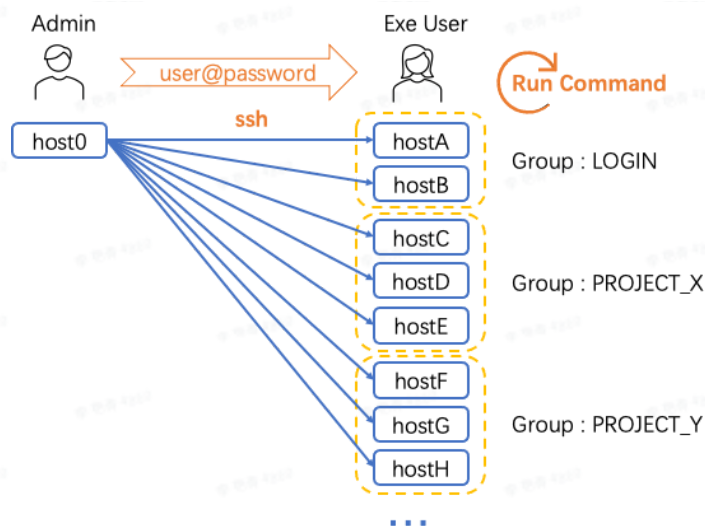 Admin
Exe User
user@password
Run Command
ssh
host0
hostA
hostB
Group : LOGIN
hostC
hostD
hostE
Group : PROJECT_X
hostF
hostG
hostH
Group : PROJECT_Y
...